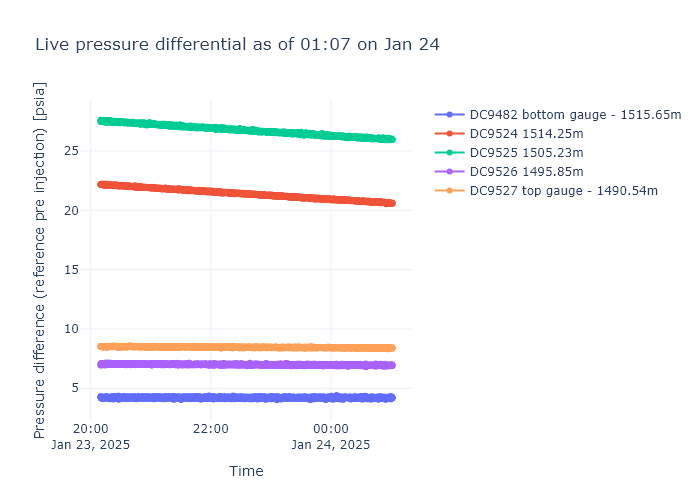 Live pressure differential as of 01:07 on Jan 24
Pressure difference (reference pre injection) [psia]
25
20
15
10
5
20:00
Jan 23, 2025
22:00
00:00
Jan 24, 2025
Time
DC9482 bottom gauge - 1515.65m
DC9524 1514.25m
DC9525 1505.23m
DC9526 1495.85m
DC9527 top gauge - 1490.54m